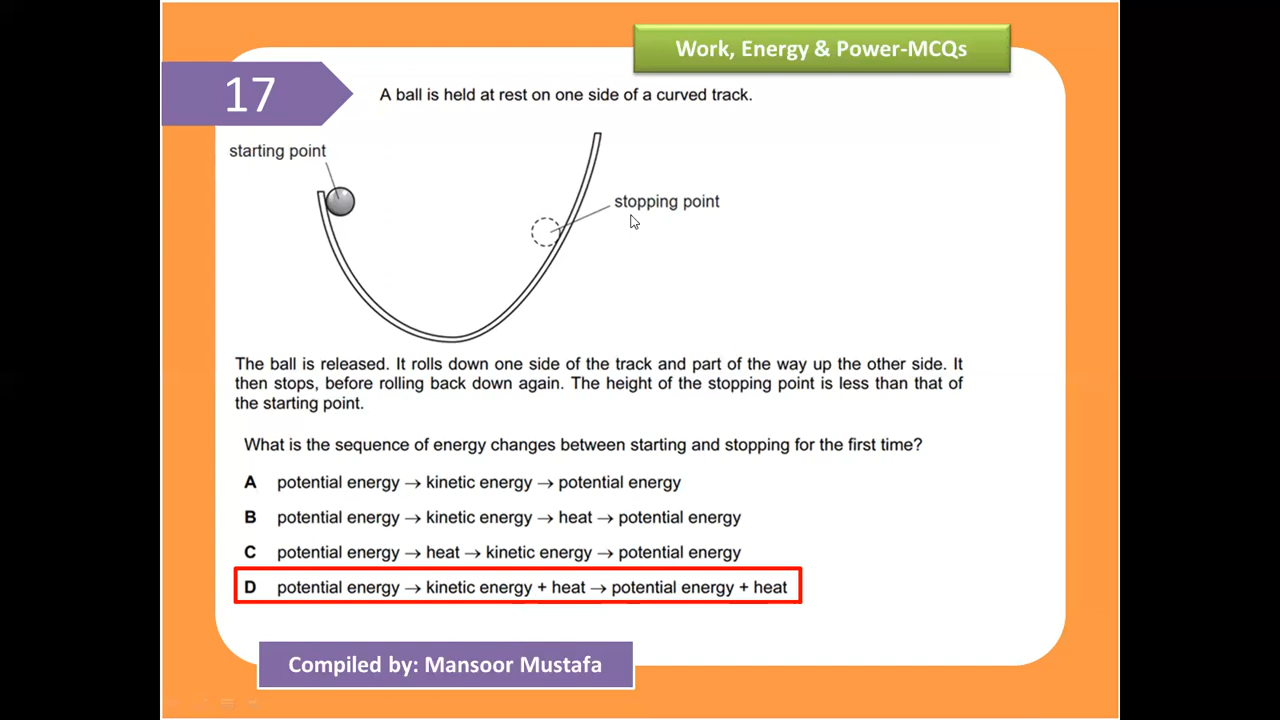 Work, Energy & Power-MCQs
17
A ball is held at rest on one side of a curved track.
starting point
stopping point
The ball is released. It rolls down one side of the track and part of the way up the other side. It
then stops, before rolling back down again. The height of the stopping point is less than that of
the starting point.
What is the sequence of energy changes between starting and stopping for the first time?
A potential energy → kinetic energy → potential energy
B potential energy → kinetic energy → heat → potential energy
C potential energy → heat → kinetic energy → potential energy
D potential energy → kinetic energy + heat → potential energy + heat
Compiled by: Mansoor Mustafa